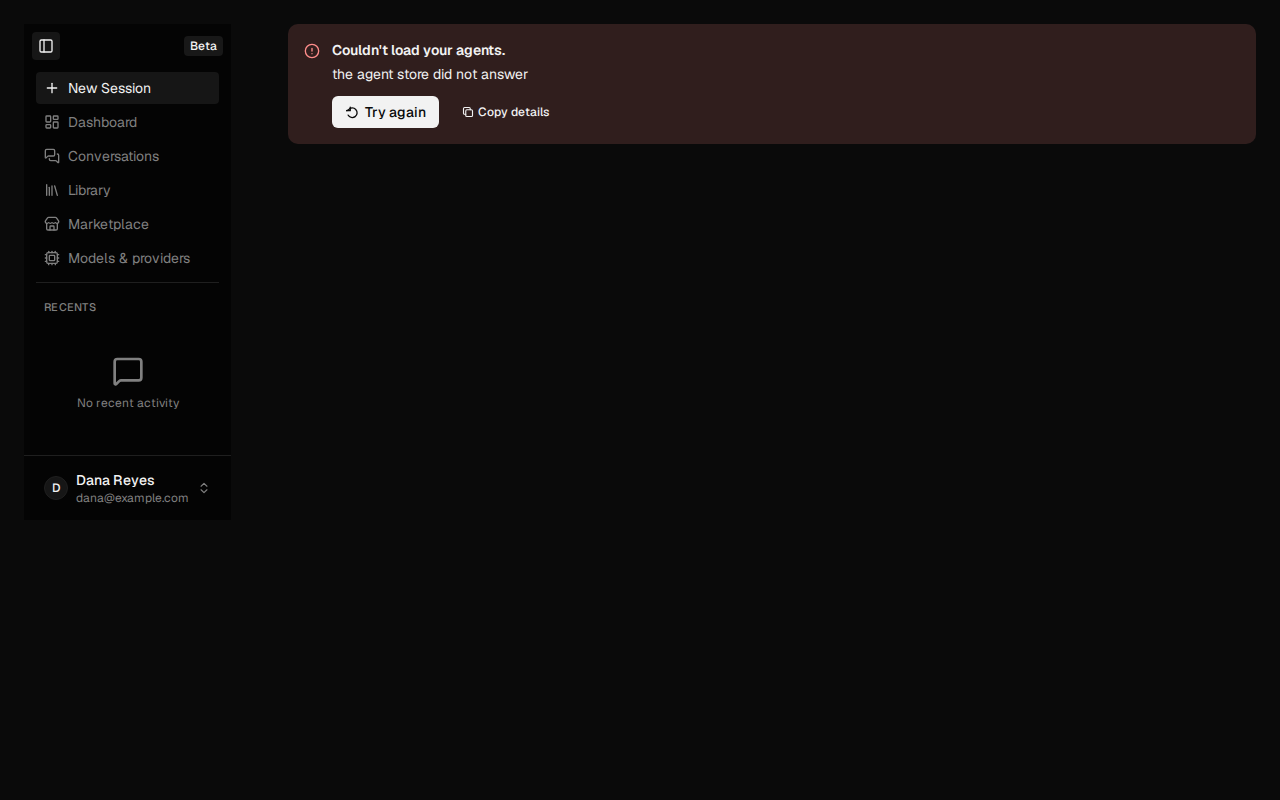 Beta
New Session
Dashboard
Conversations
Library
Marketplace
Models & providers
RECENTS
No recent activity
D
Dana Reyes
dana@example.com
Couldn't load your agents.
the agent store did not answer
Try again
Copy details